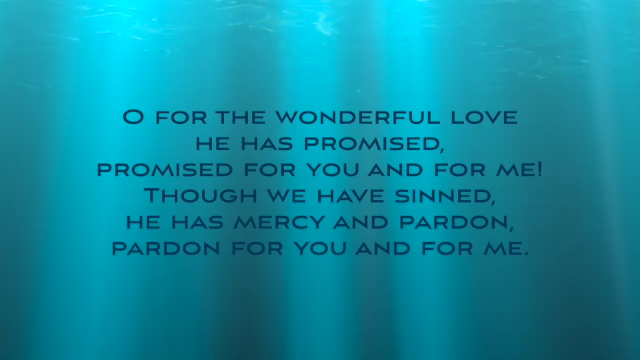 O for the wonderful love
he has promised,
promised for you and for me!
Though we have sinned,
he has mercy and pardon,
pardon for you and for me.